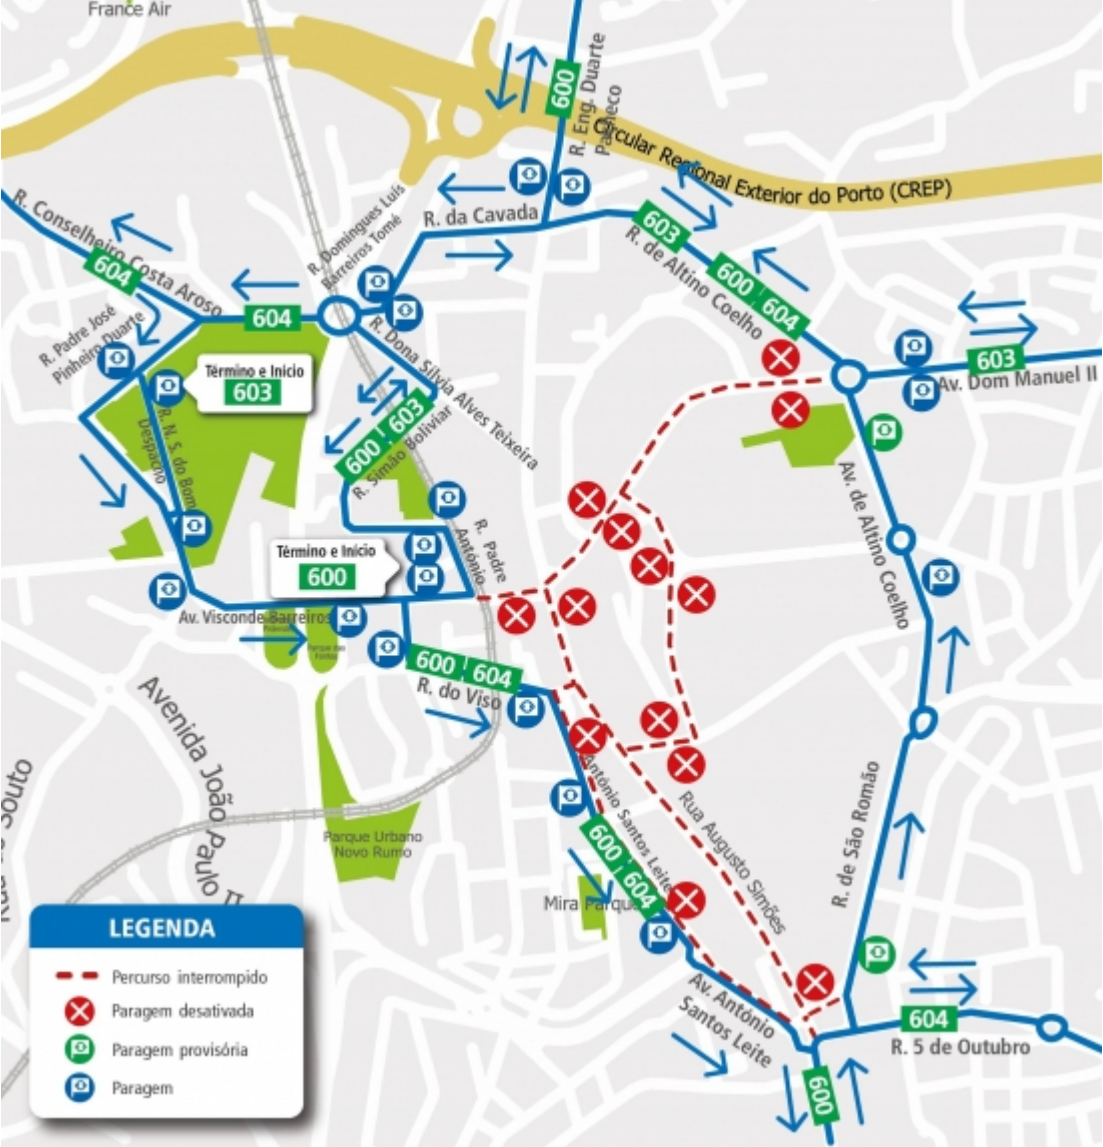 France Air
600
R. Eng. Duarte
Pacheco
Circular Regional Exterior do Porto (CREP)
R. Conselheiro Costa Aroso
604
R. Domingues Luis
Barreiros Tomé
R. da Cavada
603
R. de Altino Coelho
600 604
604
R. Padre José
Pinheiro Duarte
Término e Inicio
603
R. Dona Silvia Alves Teixeira
603
Av. Dom Manuel II
600 603
R. Simão Boliviar
R. N. S. do Bom
Despacho
R. Padre
António
Término e Inicio
600
Av. de Altino Coelho
Av. Visconde Barreiros
600 604
R. do Viso
Avenida João Paulo II
Souto
António Santos Leite
Rua Augusto Simões
R. de São Romão
Parque Urbano
Novo Rumo
600 604
Mira Parque
Av. António
Santos Leite
604
R. 5 de Outubro
600
LEGENDA
Percurso interrompido
Paragem desativada
Paragem provisória
Paragem